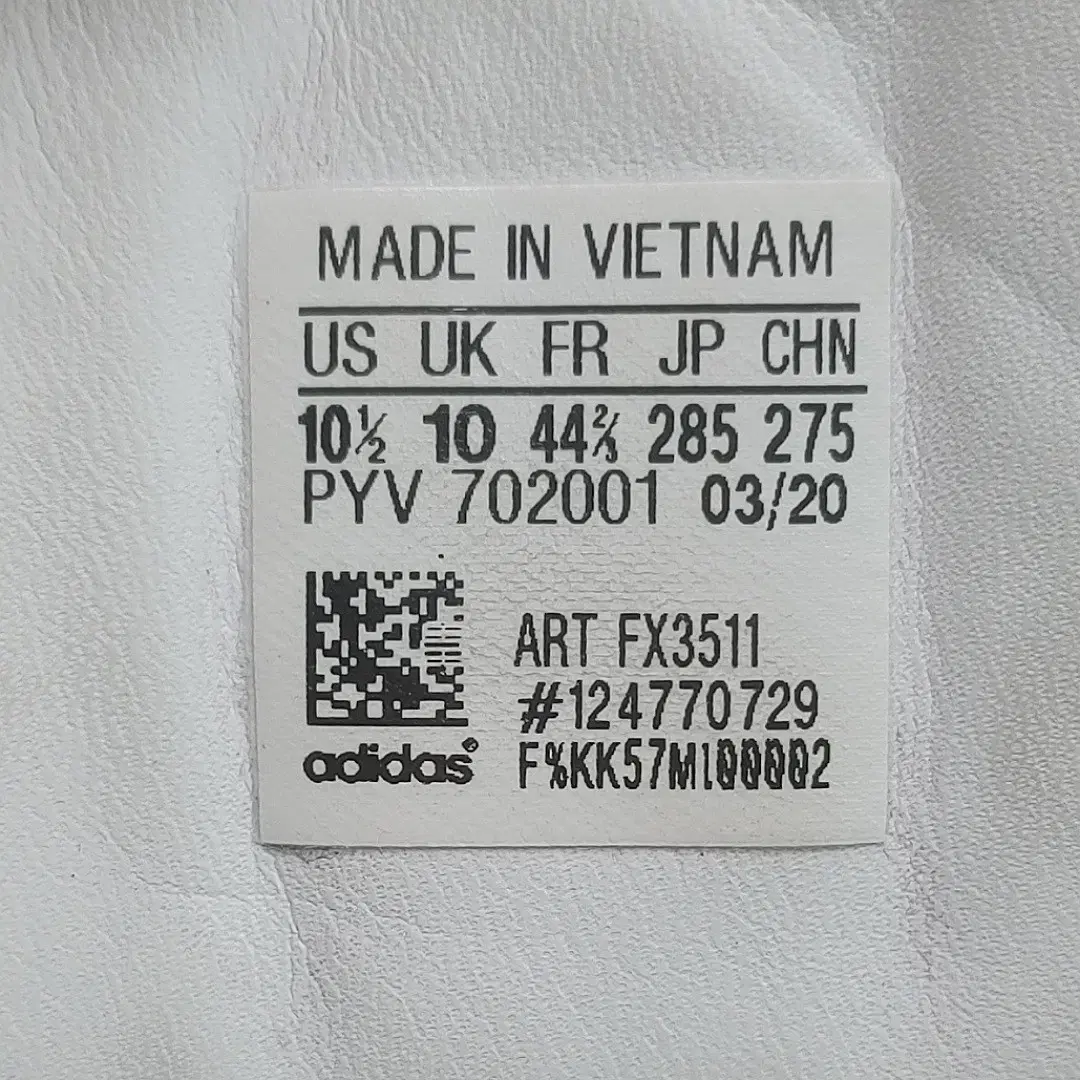 MADE IN VIETNAM
US UK FR JP CHN
10½ 10 44⅔ 285 275
PYV 702001 03/20
ART FX3511
#124770729
adidas®